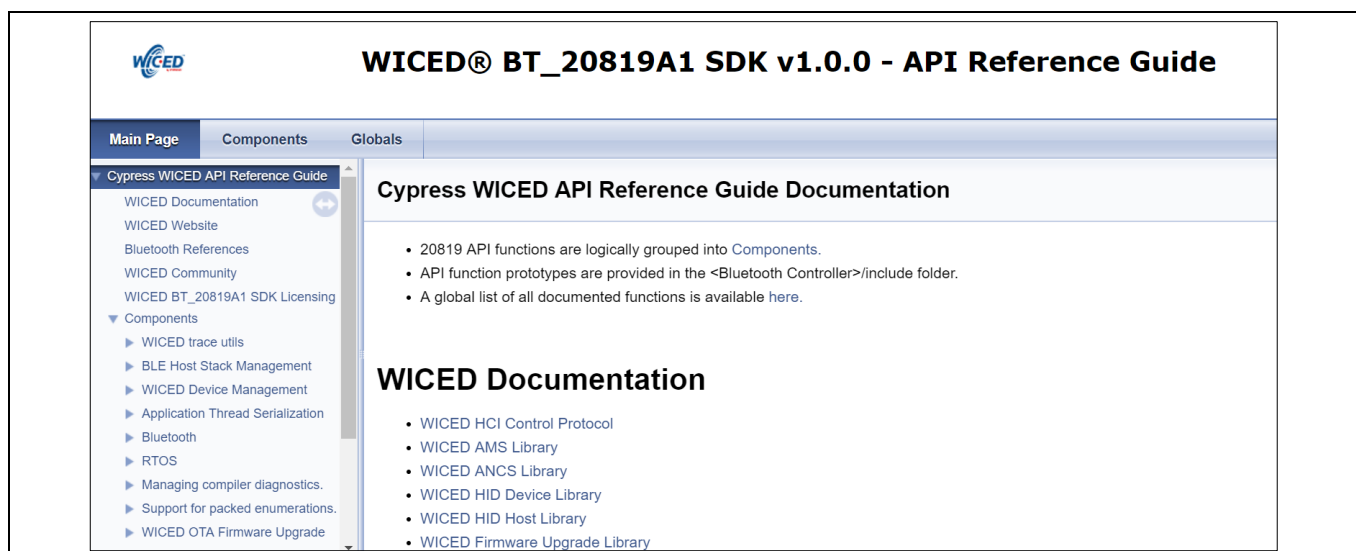 WICED
WICED® BT_20819A1 SDK v1.0.0 - API Reference Guide
Main Page
Components
Globals
Cypress WICED API Reference Guide
WICED Documentation
WICED Website
Bluetooth References
WICED Community
WICED BT_20819A1 SDK Licensing
Components
WICED trace utils
BLE Host Stack Management
WICED Device Management
Application Thread Serialization
Bluetooth
RTOS
Managing compiler diagnostics.
Support for packed enumerations.
WICED OTA Firmware Upgrade
Cypress WICED API Reference Guide Documentation
• 20819 API functions are logically grouped into Components.
• API function prototypes are provided in the <Bluetooth Controller>/include folder.
• A global list of all documented functions is available here.
WICED Documentation
• WICED HCI Control Protocol
• WICED AMS Library
• WICED ANCS Library
• WICED HID Device Library
• WICED HID Host Library
• WICED Firmware Upgrade Library